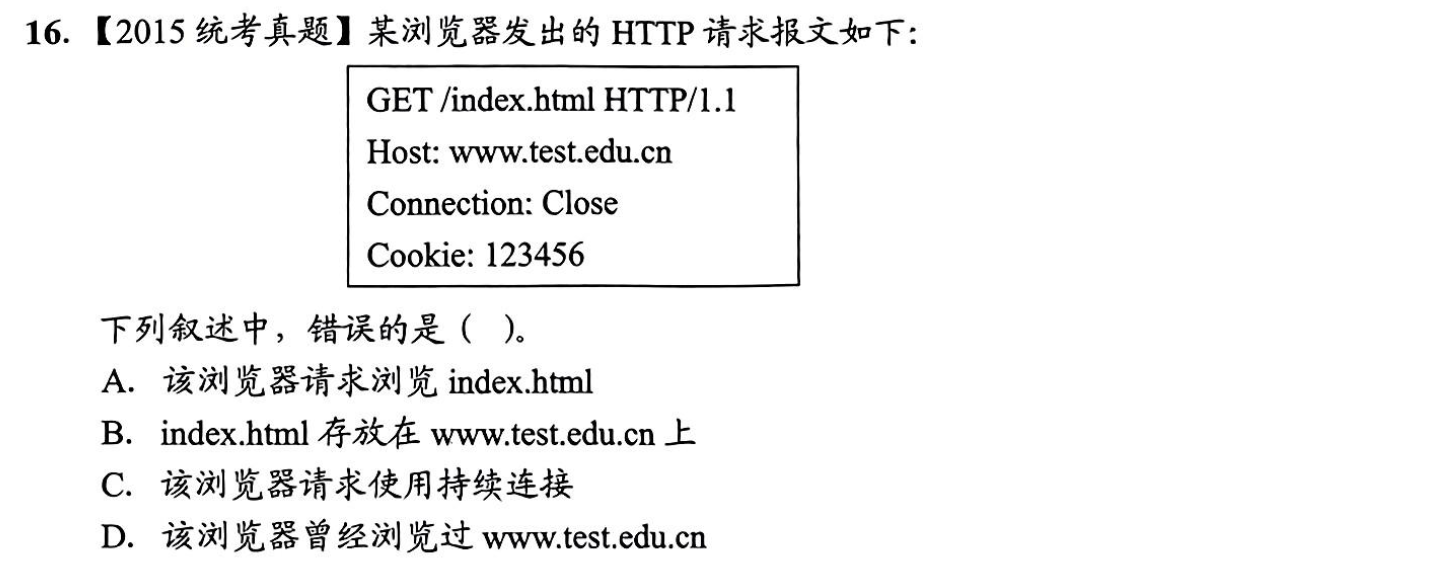 16. 【2015 统考真题】某浏览器发出的 HTTP 请求报文如下：
GET /index.html HTTP/1.1
Host: www.test.edu.cn
Connection: Close
Cookie: 123456
下列叙述中，错误的是（ ）。
A. 该浏览器请求浏览 index.html
B. index.html 存放在 www.test.edu.cn 上
C. 该浏览器请求使用持续连接
D. 该浏览器曾经浏览过 www.test.edu.cn